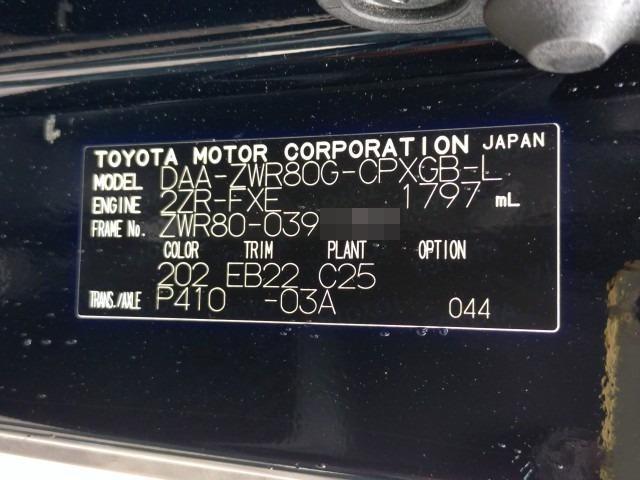 TOYOTA MOTOR CORPORATION JAPAN
MODEL DAA-ZWR80G-CPXGB-L
ENGINE 2ZR-FXE 1797 mL
FRAME No. ZWR80-039
COLOR TRIM PLANT OPTION
202 EB22 C25
TRANS./AXLE P410 -03A 044